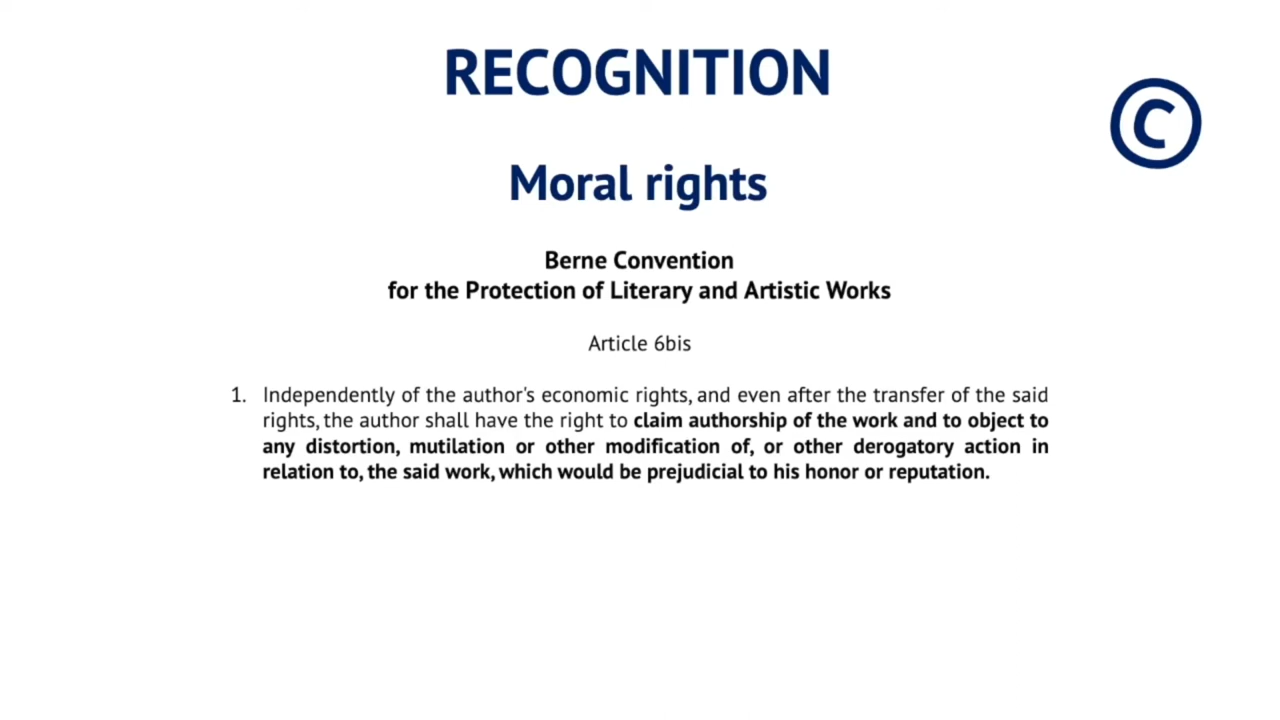 RECOGNITION
©
Moral rights
Berne Convention
for the Protection of Literary and Artistic Works
Article 6bis
1. Independently of the author's economic rights, and even after the transfer of the said
rights, the author shall have the right to claim authorship of the work and to object to
any distortion, mutilation or other modification of, or other derogatory action in
relation to, the said work, which would be prejudicial to his honor or reputation.